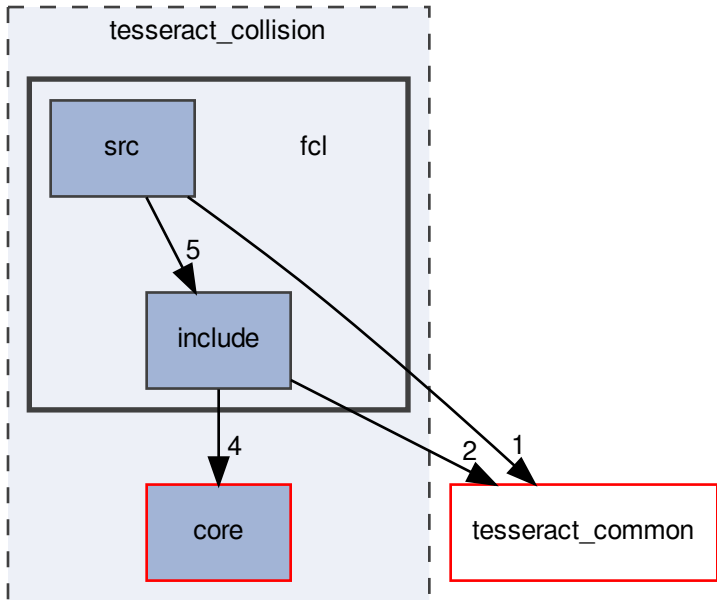 tesseract_collision
src
fcl
5
include
4
2
1
core
tesseract_common